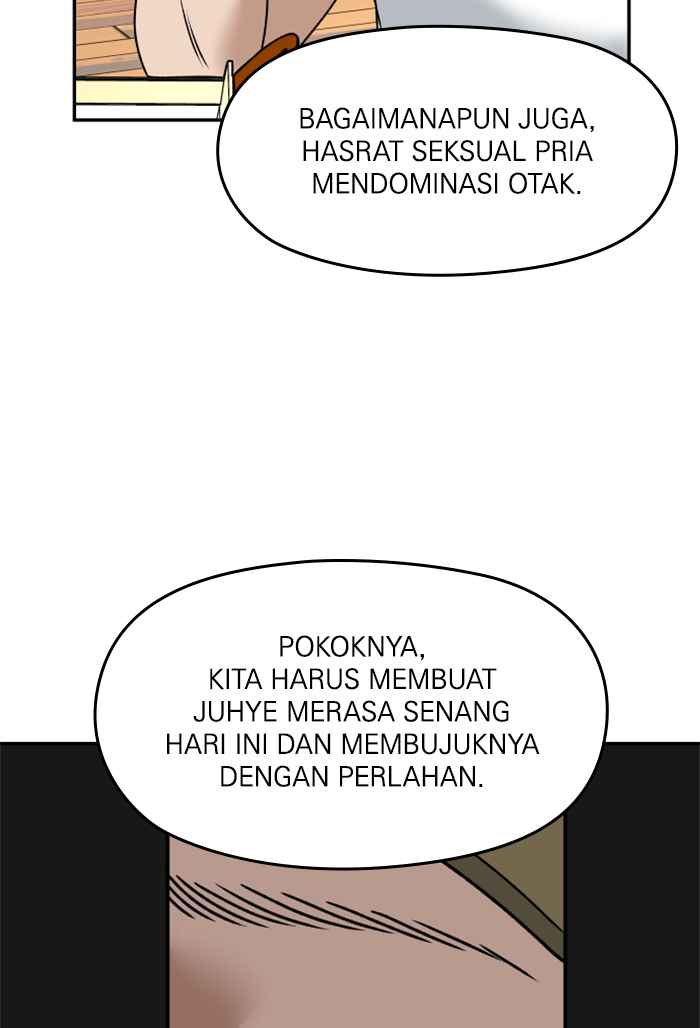 BAGAIMANAPUN JUGA,
HASRAT SEKSUAL PRIA
MENDOMINASI OTAK.
POKOKNYA,
KITA HARUS MEMBUAT
JUHYE MERASA SENANG
HARI INI DAN MEMBUJUKNYA
DENGAN PERLAHAN.